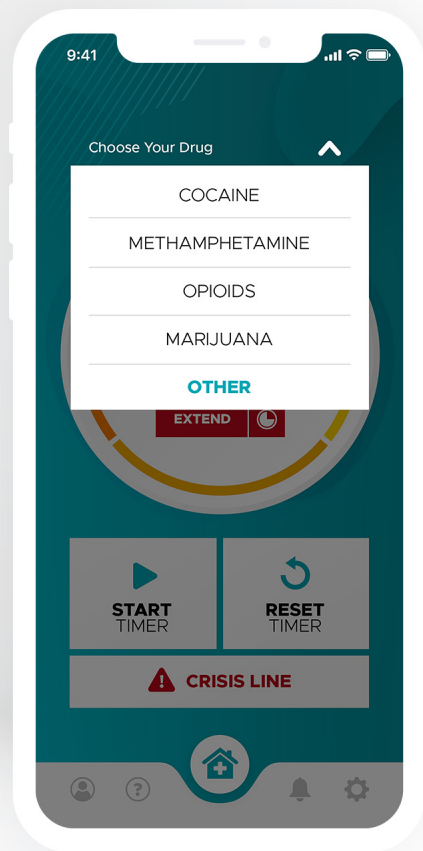 9:41
Choose Your Drug
COCAINE
METHAMPHETAMINE
OPIOIDS
MARIJUANA
OTHER
EXTEND
START
TIMER
RESET
TIMER
CRISIS LINE